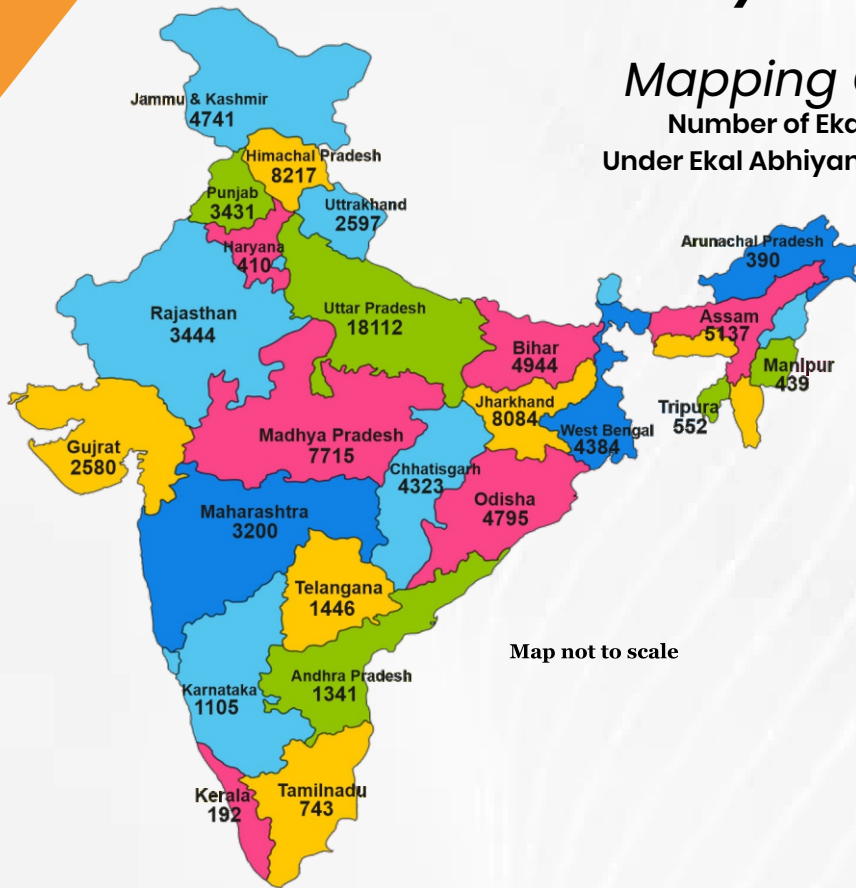 Mapping
Number of Eka
Under Ekal Abhiyan
Jammu & Kashmir
4741
Himachal Pradesh
8217
Punjab
3431
Uttrakhand
2597
Haryana
410
Arunachal Pradesh
390
Rajasthan
3444
Uttar Pradesh
18112
Assam
5137
Bihar
4944
Manipur
439
Jharkhand
8084
Tripura
552
West Bengal
4384
Gujrat
2580
Madhya Pradesh
7715
Chhatisgarh
4323
Odisha
4795
Maharashtra
3200
Telangana
1446
Map not to scale
Andhra Pradesh
1341
Karnataka
1105
Kerala
192
Tamilnadu
743